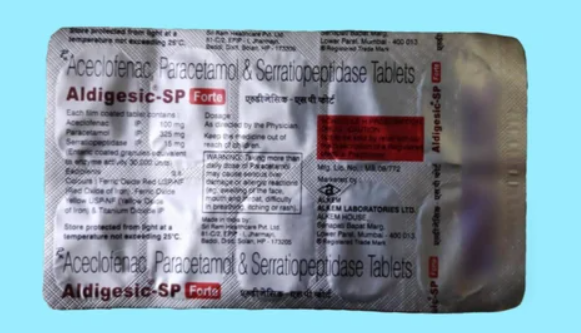 Store protected from light at a
temperature not exceeding 25°C.
Sri Ram Healthcare Pvt. Ltd.
Baddi, Distt. Solan, HP - 173205
Senapati Bapat Marg,
Lower Parel, Mumbai - 400 013
® Registered Trade Mark
Aceclofenac, Paracetamol & Serratiopeptidase Tablets
Aldigesic-SP Forte
एल्डीजेसिक - एस पी फोर्ट
Each film coated tablet contains:
Aceclofenac IP 100 mg
Paracetamol IP 325 mg
Serratiopeptidase IP 15 mg
(Enteric coated granules equivalent
to enzyme activity 30,000 Units)
Excipients q.s.
Colours: Ferric Oxide Red USP-NF
(Red Oxide of Iron), Ferric Oxide
Yellow USP-NF (Yellow Oxide
of Iron) & Titanium Dioxide IP
Store protected from light at a
temperature not exceeding 25°C.
Dosage:
As directed by the Physician.
Keep the medicine out of
reach of children.
WARNING: Taking more than
daily dose of Paracetamol
may cause serious liver
damage or allergic reactions
(eg. swelling of the face,
mouth and throat, difficulty
in breathing, itching or rash).
Made in India by:
Sri Ram Healthcare Pvt. Ltd.
Baddi, Distt. Solan, HP - 173205
Marketed by:
ALKEM
ALKEM LABORATORIES LTD.
ALKEM HOUSE,
Senapati Bapat Marg,
Lower Parel, Mumbai - 400 013.
® Registered Trade Mark
Aldigesic-SP Forte
Aceclofenac, Paracetamol & Serratiopeptidase Tablets
Aldigesic-SP Forte
एल्डीजेसिक - एस पी फोर्ट